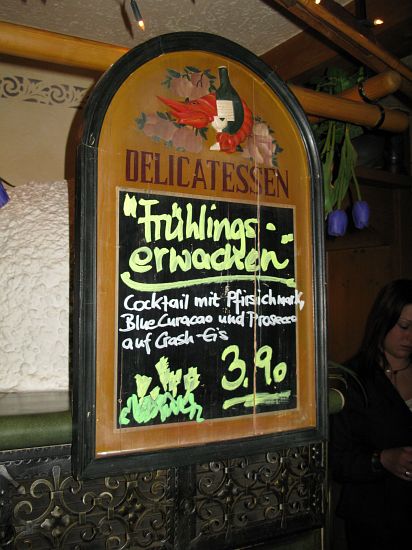 DELICATESSEN
"Frühlings-
erwachen"
Cocktail mit Pfirsichmark,
Blue Curacao und Prosecco
auf Crash-Eis
3.90